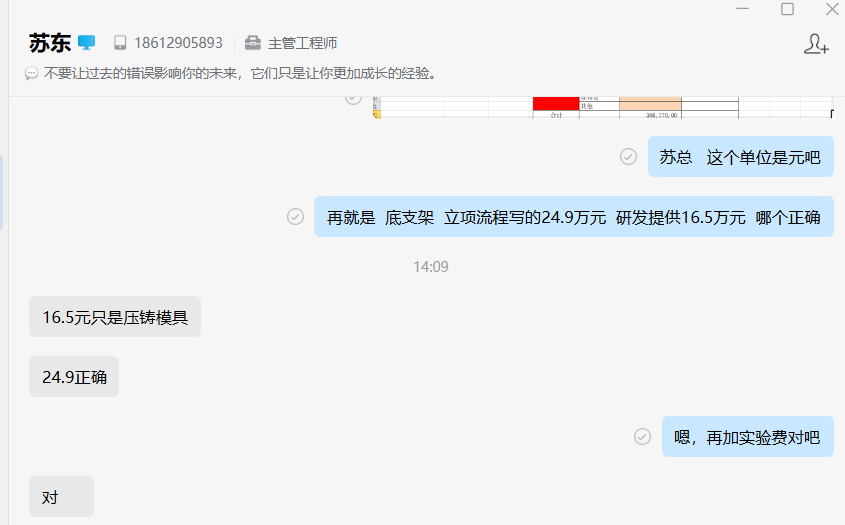 苏东 18612905893 主管工程师
不要让过去的错误影响你的未来，它们只是让你更加成长的经验。
其他
合计 366,770.00
苏总 这个单位是元吧
再就是 底支架 立项流程写的24.9万元 研发提供16.5万元 哪个正确
14:09
16.5元只是压铸模具
24.9正确
嗯，再加实验费对吧
对